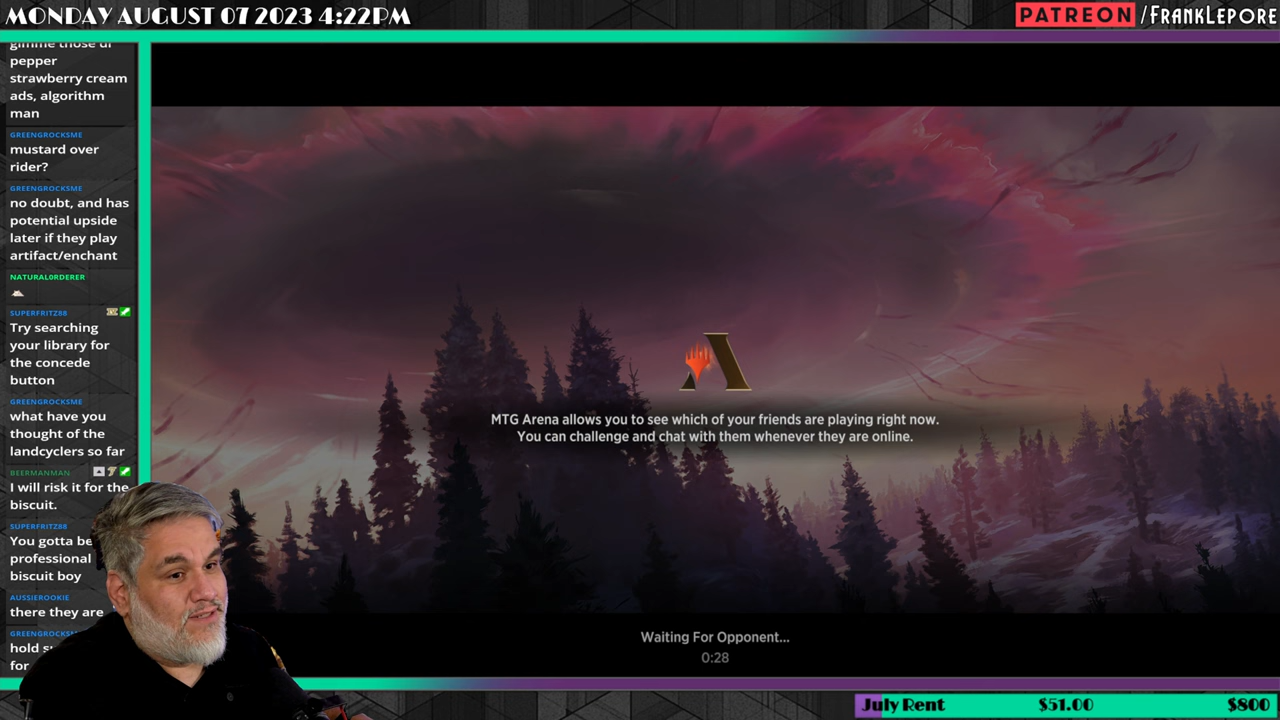 MONDAY AUGUST 07 2023 4:22PM
PATREON /FRANKLEPORE
gimme those dr
pepper
strawberry cream
ads, algorithm
man
GREENGROCKSME
mustard over
rider?
GREENGROCKSME
no doubt, and has
potential upside
later if they play
artifact/enchant
NATURALORDERER
SUPERFRITZ88
Try searching
your library for
the concede
button
GREENGROCKSME
what have you
thought of the
landcyclers so far
BEERMANMAN
I will risk it for the
biscuit.
SUPERFRITZ88
You gotta be
professional
biscuit boy
AUSSIEROOKIE
there they are
GREENGROCKSM
hold
for
MTG Arena allows you to see which of your friends are playing right now.
You can challenge and chat with them whenever they are online.
Waiting For Opponent...
0:28
July Rent $51.00 $800